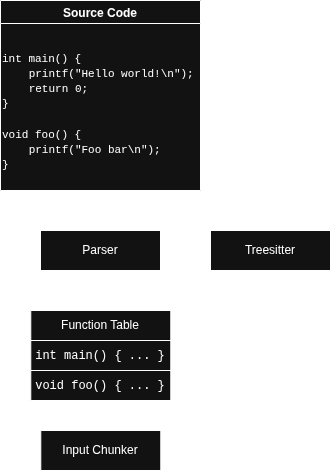 Source Code
int main() {
    printf("Hello world!\n");
    return 0;
}
void foo() {
    printf("Foo bar\n");
}
Parser
Treesitter
Function Table
int main() { ... }
void foo() { ... }
Input Chunker